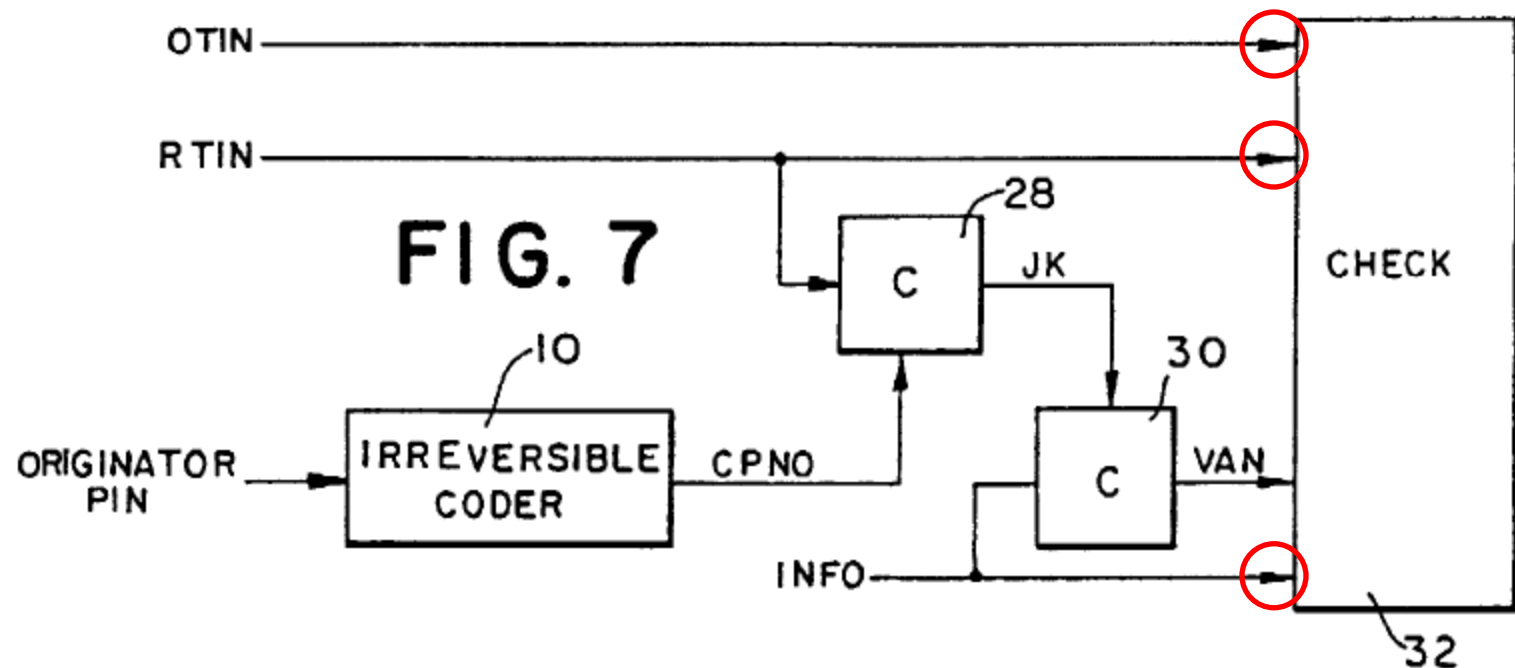 OTIN
RTIN
28
FIG. 7
C
JK
CHECK
10
30
ORIGINATOR
PIN
IRREVERSIBLE
CODER
CPNO
C
VAN
INFO
32